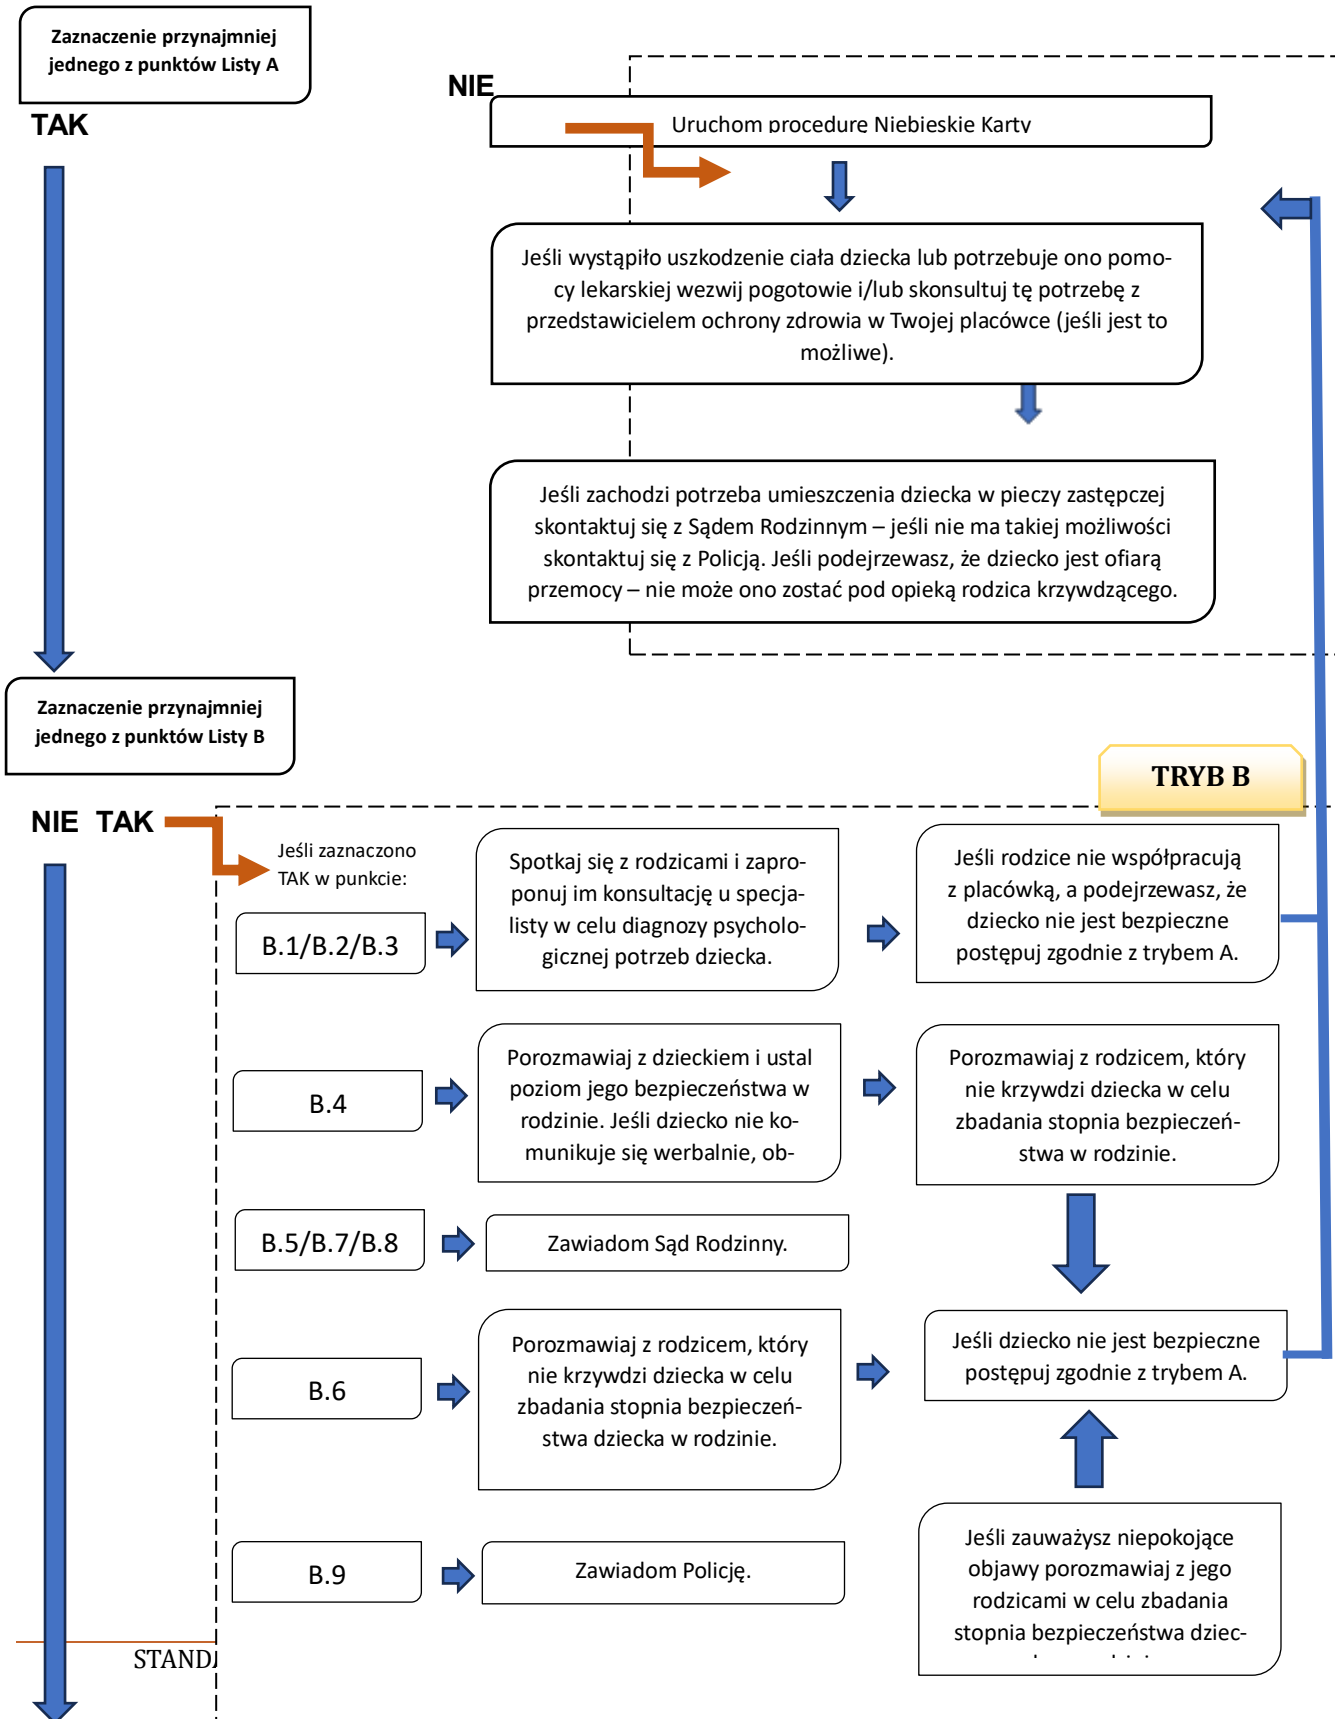 Zaznaczenie przynajmniej
jednego z punktów Listy A
TAK
NIE
Uruchom procedurę Niebieskie Karty
Jeśli wystąpiło uszkodzenie ciała dziecka lub potrzebuje ono pomo-
cy lekarskiej wezwij pogotowie i/lub skonsultuj tę potrzebę z
przedstawicielem ochrony zdrowia w Twojej placówce (jeśli jest to
możliwe).
Jeśli zachodzi potrzeba umieszczenia dziecka w pieczy zastępczej
skontaktuj się z Sądem Rodzinnym – jeśli nie ma takiej możliwości
skontaktuj się z Policją. Jeśli podejrzewasz, że dziecko jest ofiarą
przemocy – nie może ono zostać pod opieką rodzica krzywdzącego.
Zaznaczenie przynajmniej
jednego z punktów Listy B
TRYB B
NIE TAK
Jeśli zaznaczono
TAK w punkcie:
B.1/B.2/B.3
Spotkaj się z rodzicami i zapro-
ponuj im konsultację u specja-
listy w celu diagnozy psycholo-
gicznej potrzeb dziecka.
Jeśli rodzice nie współpracują
z placówką, a podejrzewasz, że
dziecko nie jest bezpieczne
postępuj zgodnie z trybem A.
B.4
Porozmawiaj z dzieckiem i ustal
poziom jego bezpieczeństwa w
rodzinie. Jeśli dziecko nie ko-
munikuje się werbalnie, ob-
Porozmawiaj z rodzicem, który
nie krzywdzi dziecka w celu
zbadania stopnia bezpieczeń-
stwa w rodzinie.
B.5/B.7/B.8
Zawiadom Sąd Rodzinny.
B.6
Porozmawiaj z rodzicem, który
nie krzywdzi dziecka w celu
zbadania stopnia bezpieczeń-
stwa dziecka w rodzinie.
Jeśli dziecko nie jest bezpieczne
postępuj zgodnie z trybem A.
B.9
Zawiadom Policję.
Jeśli zauważysz niepokojące
objawy porozmawiaj z jego
rodzicami w celu zbadania
stopnia bezpieczeństwa dziec-
STAND